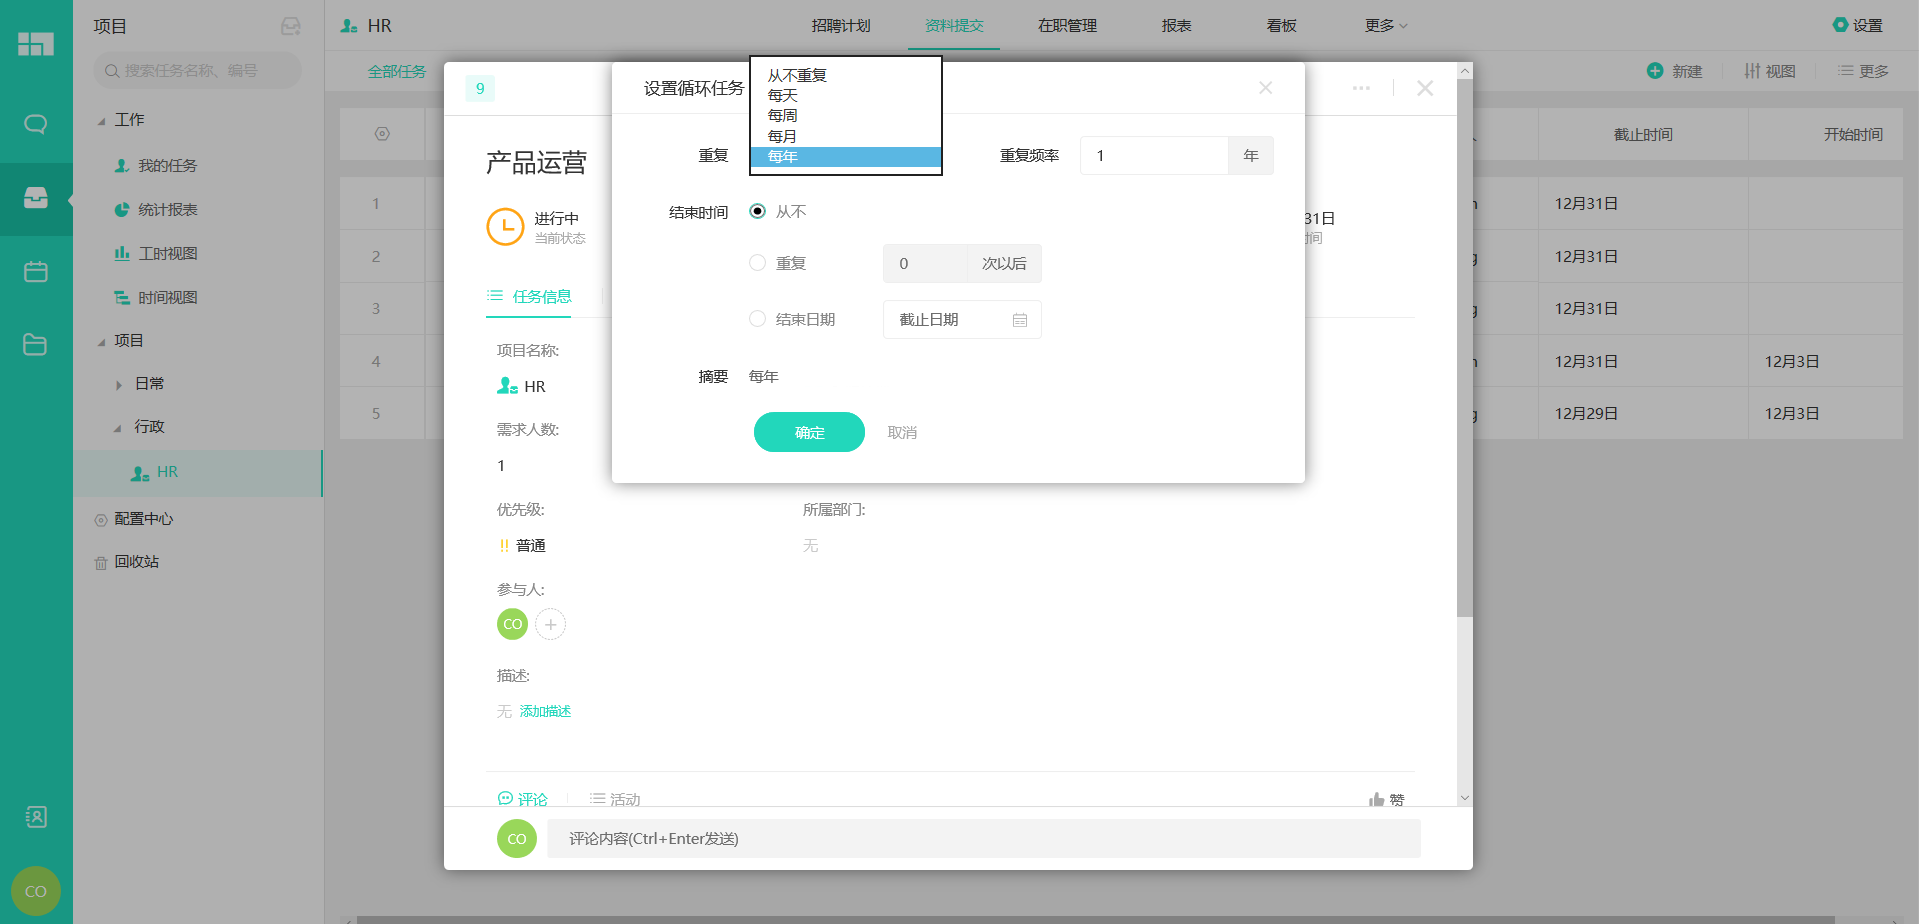 项目
搜索任务名称、编号
工作
我的任务
统计报表
工时视图
时间视图
项目
日常
行政
HR
配置中心
回收站
CO
HR
招聘计划
资料提交
在职管理
报表
看板
更多
设置
全部任务
新建
视图
更多
截止时间
开始时间
1
12月31日
2
12月31日
3
12月31日
4
12月31日
12月3日
5
12月29日
12月3日
9
产品运营
进行中
当前状态
31日
任务信息
项目名称:
HR
需求人数:
1
优先级:
!! 普通
所属部门:
无
参与人:
CO
描述:
无 添加描述
评论
活动
赞
CO
评论内容(Ctrl+Enter发送)
设置循环任务
重复
从不重复
每天
每周
每月
每年
重复频率
1
年
结束时间
从不
重复
0
次以后
结束日期
截止日期
摘要
每年
确定
取消